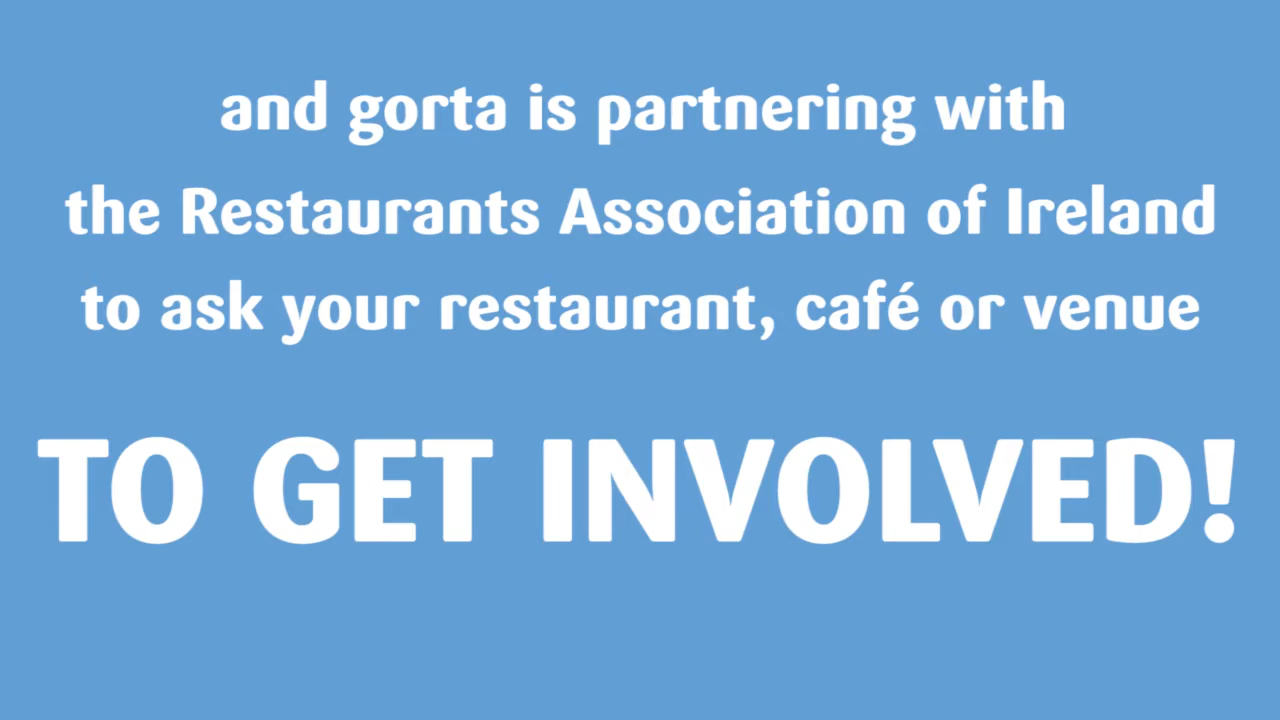 and gorta is partnering with
the Restaurants Association of Ireland
to ask your restaurant, café or venue
TO GET INVOLVED!